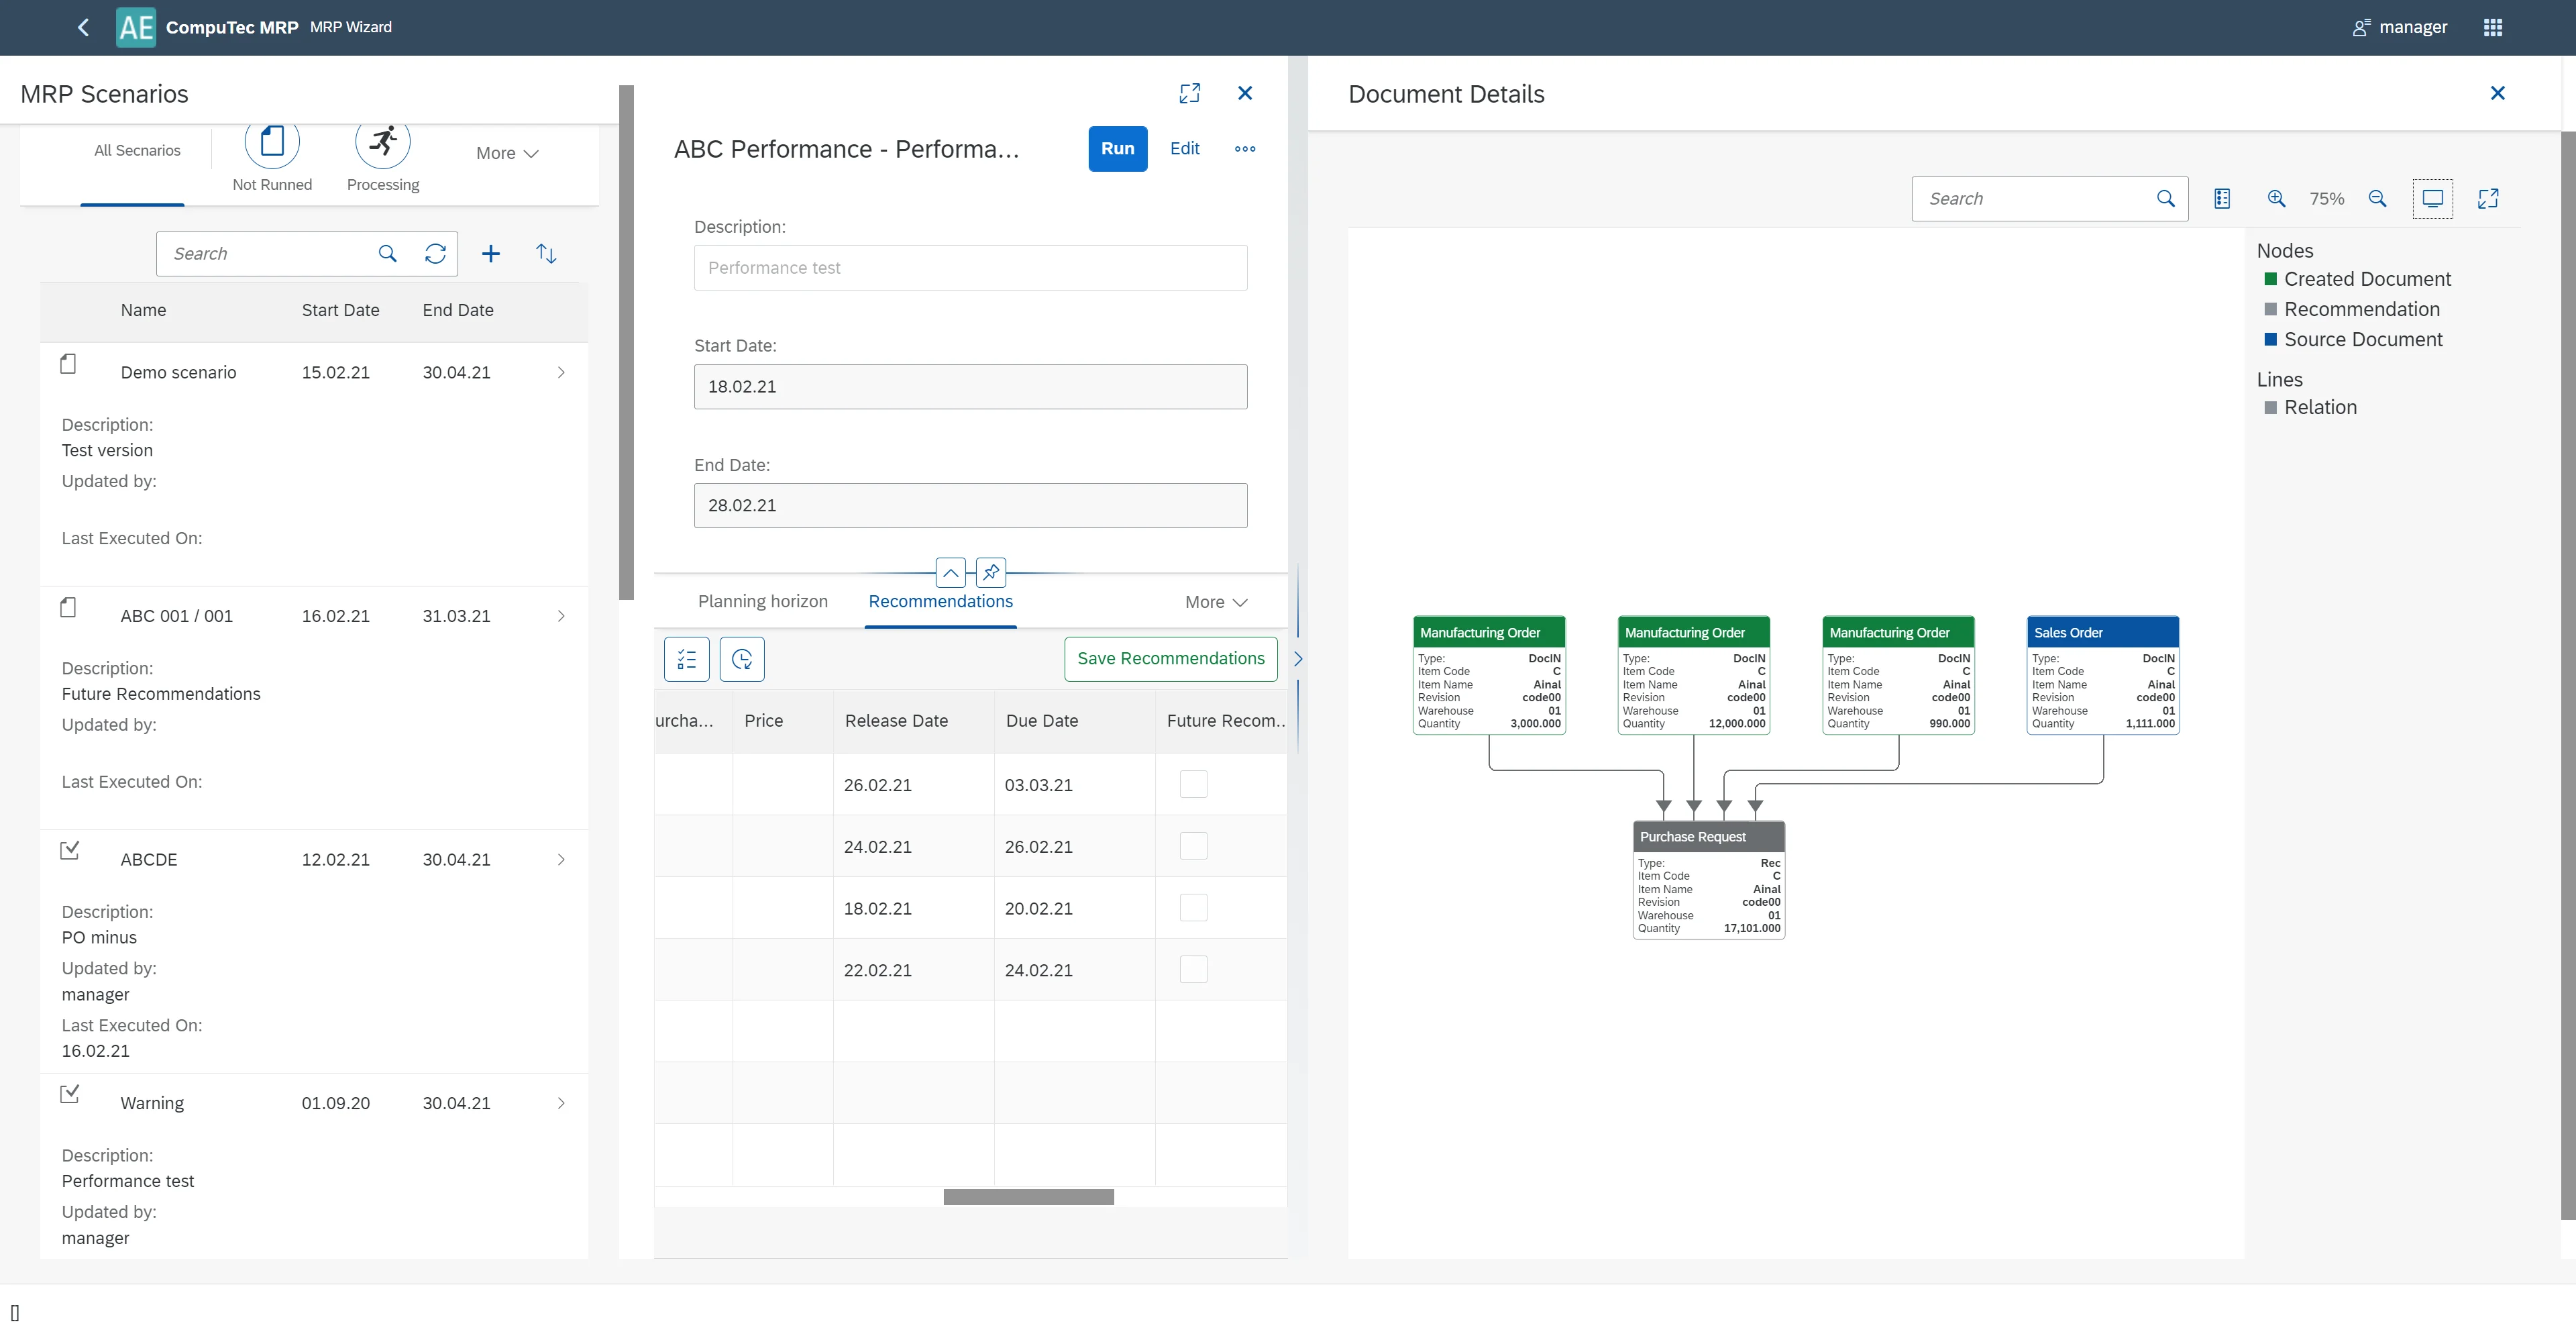 AE CompuTec MRP MRP Wizard
manager
MRP Scenarios
All Secnarios
Not Runned
Processing
More
Search
Name Start Date End Date
Demo scenario 15.02.21 30.04.21
Description:
Test version
Updated by:
Last Executed On:
ABC 001 / 001 16.02.21 31.03.21
Description:
Future Recommendations
Updated by:
Last Executed On:
ABCDE 12.02.21 30.04.21
Description:
PO minus
Updated by:
manager
Last Executed On:
16.02.21
Warning 01.09.20 30.04.21
Description:
Performance test
Updated by:
manager
ABC Performance - Performa...
Run Edit
Description:
Performance test
Start Date:
18.02.21
End Date:
28.02.21
Planning horizon Recommendations More
Save Recommendations
urcha... Price Release Date Due Date Future Recom..
26.02.21 03.03.21
24.02.21 26.02.21
18.02.21 20.02.21
22.02.21 24.02.21
Document Details
Search 75%
Nodes
Created Document
Recommendation
Source Document
Lines
Relation
Manufacturing Order
Type: DocIN
Item Code C
Item Name Ainal
Revision code00
Warehouse 01
Quantity 3,000.000
Manufacturing Order
Type: DocIN
Item Code C
Item Name Ainal
Revision code00
Warehouse 01
Quantity 12,000.000
Manufacturing Order
Type: DocIN
Item Code C
Item Name Ainal
Revision code00
Warehouse 01
Quantity 990.000
Sales Order
Type: DocIN
Item Code C
Item Name Ainal
Revision code00
Warehouse 01
Quantity 1,111.000
Purchase Request
Type: Rec
Item Code C
Item Name Ainal
Revision code00
Warehouse 01
Quantity 17,101.000